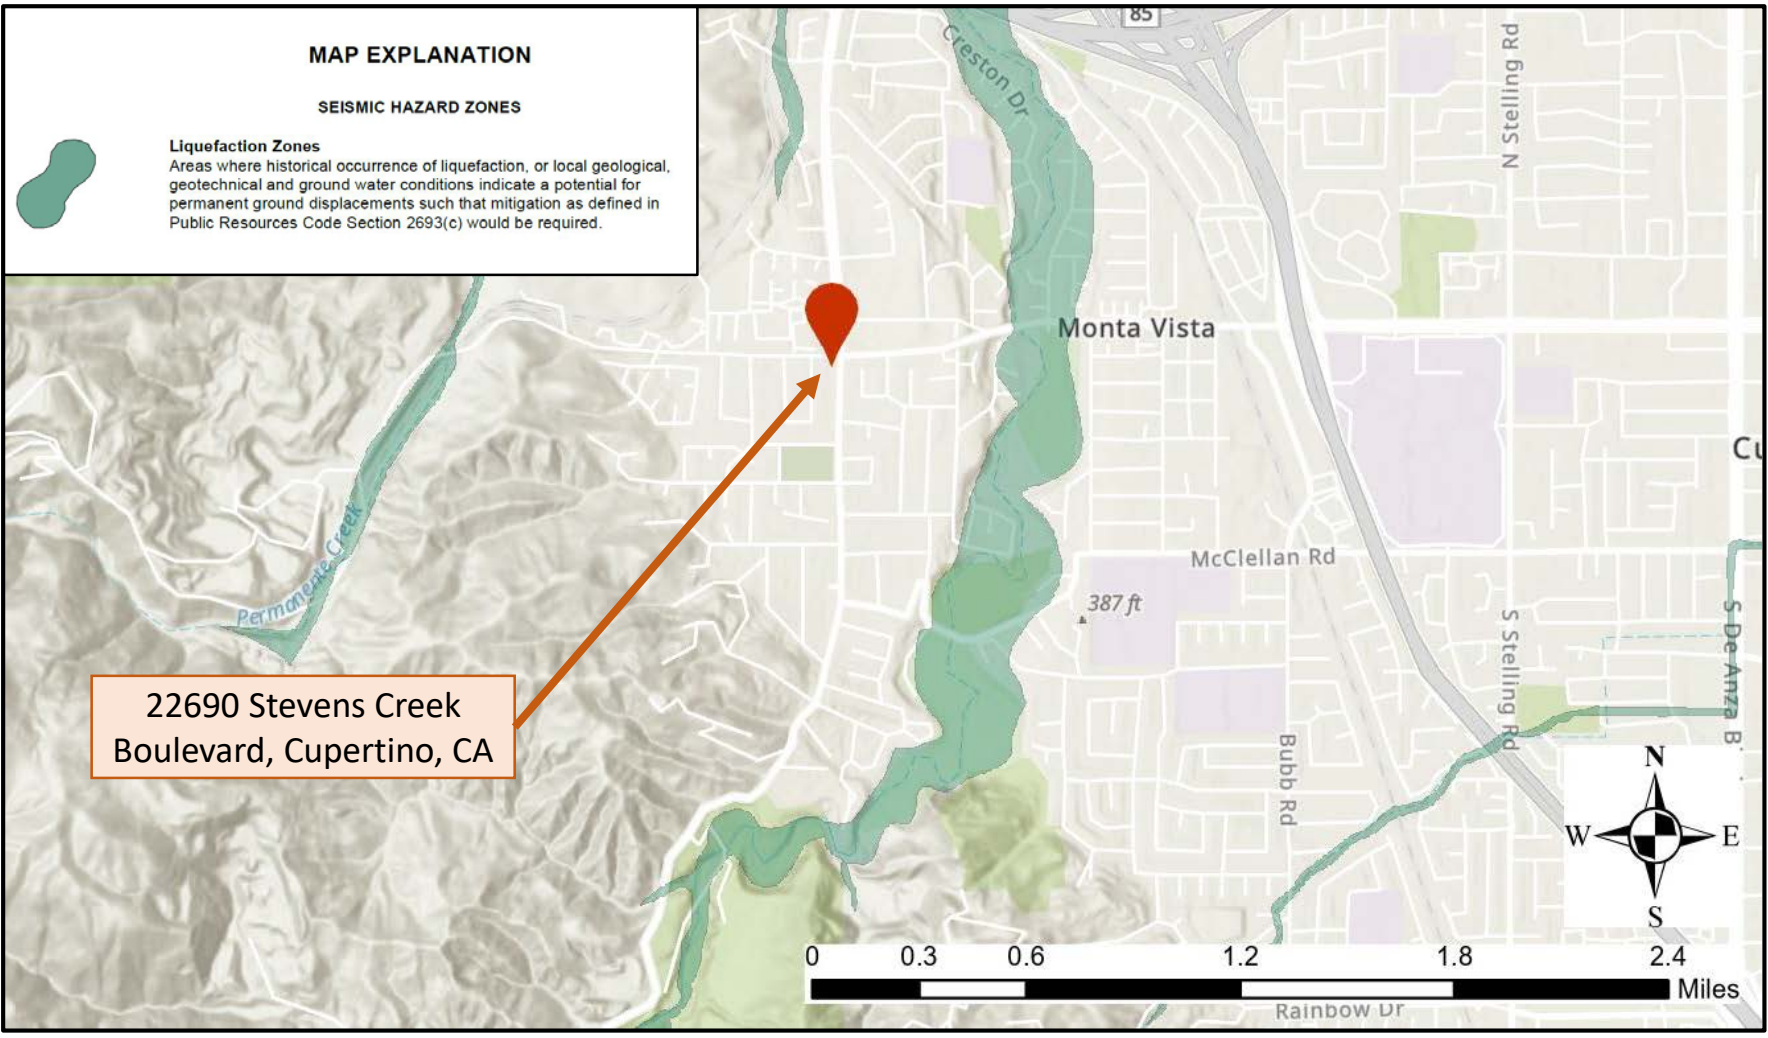 MAP EXPLANATION
SEISMIC HAZARD ZONES
Liquefaction Zones
Areas where historical occurrence of liquefaction, or local geological,
geotechnical and ground water conditions indicate a potential for
permanent ground displacements such that mitigation as defined in
Public Resources Code Section 2693(c) would be required.
85
Creston Dr
N Stelling Rd
Monta Vista
Cu
Permanente Creek
McClellan Rd
387 ft
S Stelling Rd
S De Anza B
22690 Stevens Creek
Boulevard, Cupertino, CA
Bubb Rd
N
W
E
S
0 0.3 0.6 1.2 1.8 2.4
Miles
Rainbow Dr